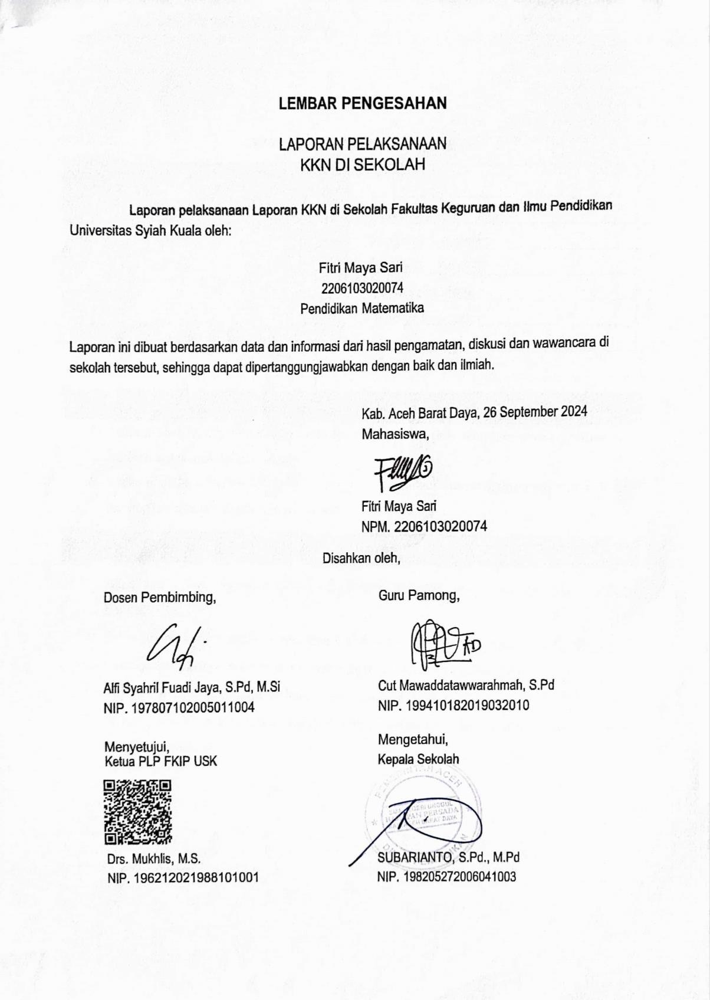 LEMBAR PENGESAHAN
LAPORAN PELAKSANAAN
KKN DI SEKOLAH
Laporan pelaksanaan Laporan KKN di Sekolah Fakultas Keguruan dan Ilmu Pendidikan
Universitas Syiah Kuala oleh:
Fitri Maya Sari
2206103020074
Pendidikan Matematika
Laporan ini dibuat berdasarkan data dan informasi dari hasil pengamatan, diskusi dan wawancara di
sekolah tersebut, sehingga dapat dipertanggungjawabkan dengan baik dan ilmiah.
Kab. Aceh Barat Daya, 26 September 2024
Mahasiswa,
Fitri Maya Sari
NPM. 2206103020074
Disahkan oleh,
Dosen Pembimbing,
Alfi Syahril Fuadi Jaya, S.Pd, M.Si
NIP. 197807102005011004
Guru Pamong,
Cut Mawaddatawwarahmah, S.Pd
NIP. 199410182019032010
Menyetujui,
Ketua PLP FKIP USK
Drs. Mukhlis, M.S.
NIP. 196212021988101001
Mengetahui,
Kepala Sekolah
ACEH
UNGGUL
PERSADA
DAYA
SUBARIANTO, S.Pd., M.Pd
NIP. 198205272006041003